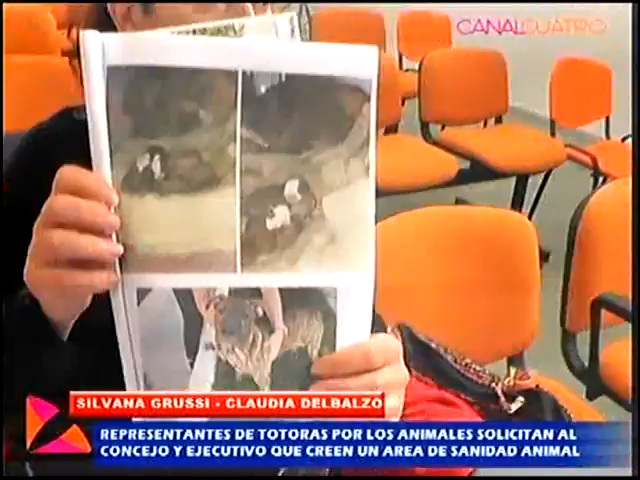 CANALCUATRO
SILVANA GRUSSI - CLAUDIA DELBALZO
REPRESENTANTES DE TOTORAS POR LOS ANIMALES SOLICITAN AL
CONCEJO Y EJECUTIVO QUE CREEN UN AREA DE SANIDAD ANIMAL